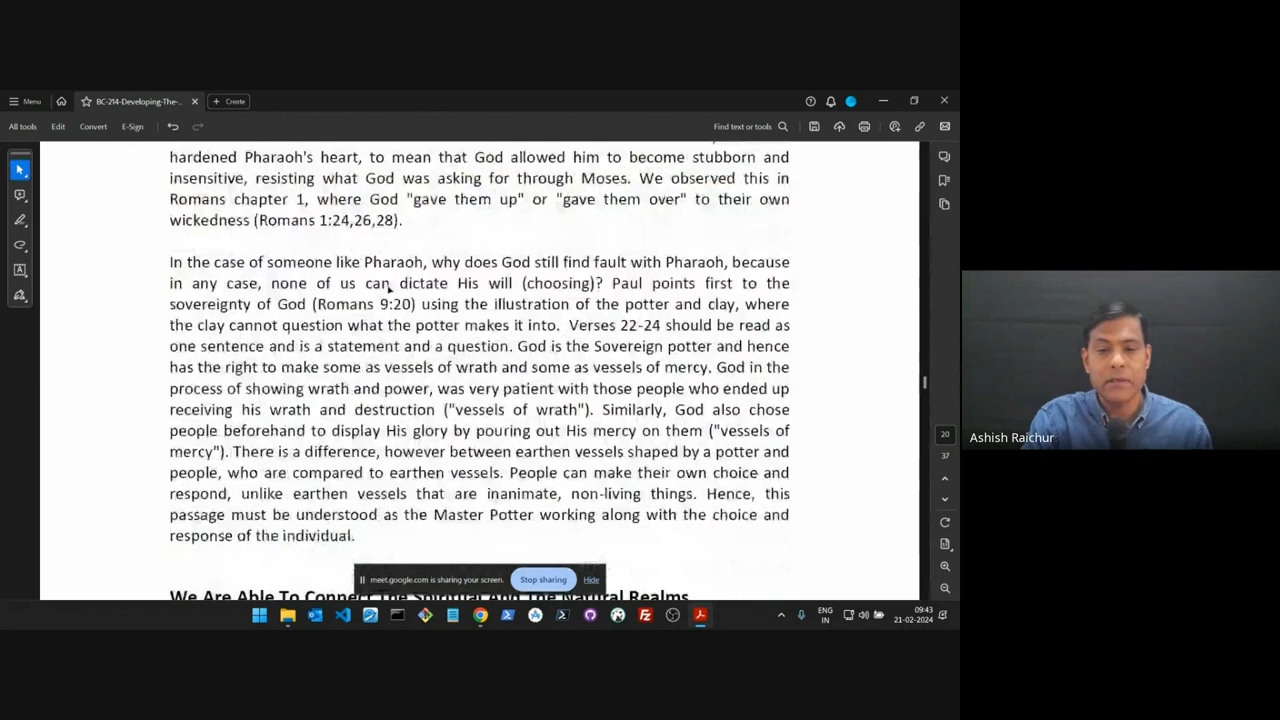 Menu
BC-214-Developing-The-...
Create
All tools
Edit
Convert
E-Sign
Find text or tools
hardened Pharaoh's heart, to mean that God allowed him to become stubborn and
insensitive, resisting what God was asking for through Moses. We observed this in
Romans chapter 1, where God "gave them up" or "gave them over" to their own
wickedness (Romans 1:24,26,28).
In the case of someone like Pharaoh, why does God still find fault with Pharaoh, because
in any case, none of us can dictate His will (choosing)? Paul points first to the
sovereignty of God (Romans 9:20) using the illustration of the potter and clay, where
the clay cannot question what the potter makes it into. Verses 22-24 should be read as
one sentence and is a statement and a question. God is the Sovereign potter and hence
has the right to make some as vessels of wrath and some as vessels of mercy. God in the
process of showing wrath and power, was very patient with those people who ended up
receiving his wrath and destruction ("vessels of wrath"). Similarly, God also chose
people beforehand to display His glory by pouring out His mercy on them ("vessels of
mercy"). There is a difference, however between earthen vessels shaped by a potter and
people, who are compared to earthen vessels. People can make their own choice and
respond, unlike earthen vessels that are inanimate, non-living things. Hence, this
passage must be understood as the Master Potter working along with the choice and
response of the individual.
We Are Able To Connect The Spiritual And The Natural Realms
meet.google.com is sharing your screen.
Stop sharing
Hide
20
37
Ashish Raichur
ENG
IN
09:43
21-02-2024